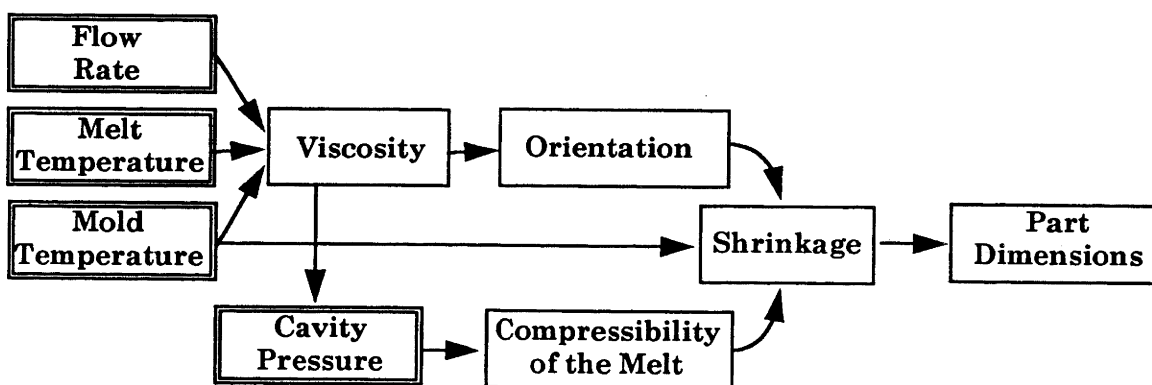 Flow
Rate
Melt
Temperature
Mold
Temperature
Viscosity
Orientation
Shrinkage
Part
Dimensions
Cavity
Pressure
Compressibility
of the Melt